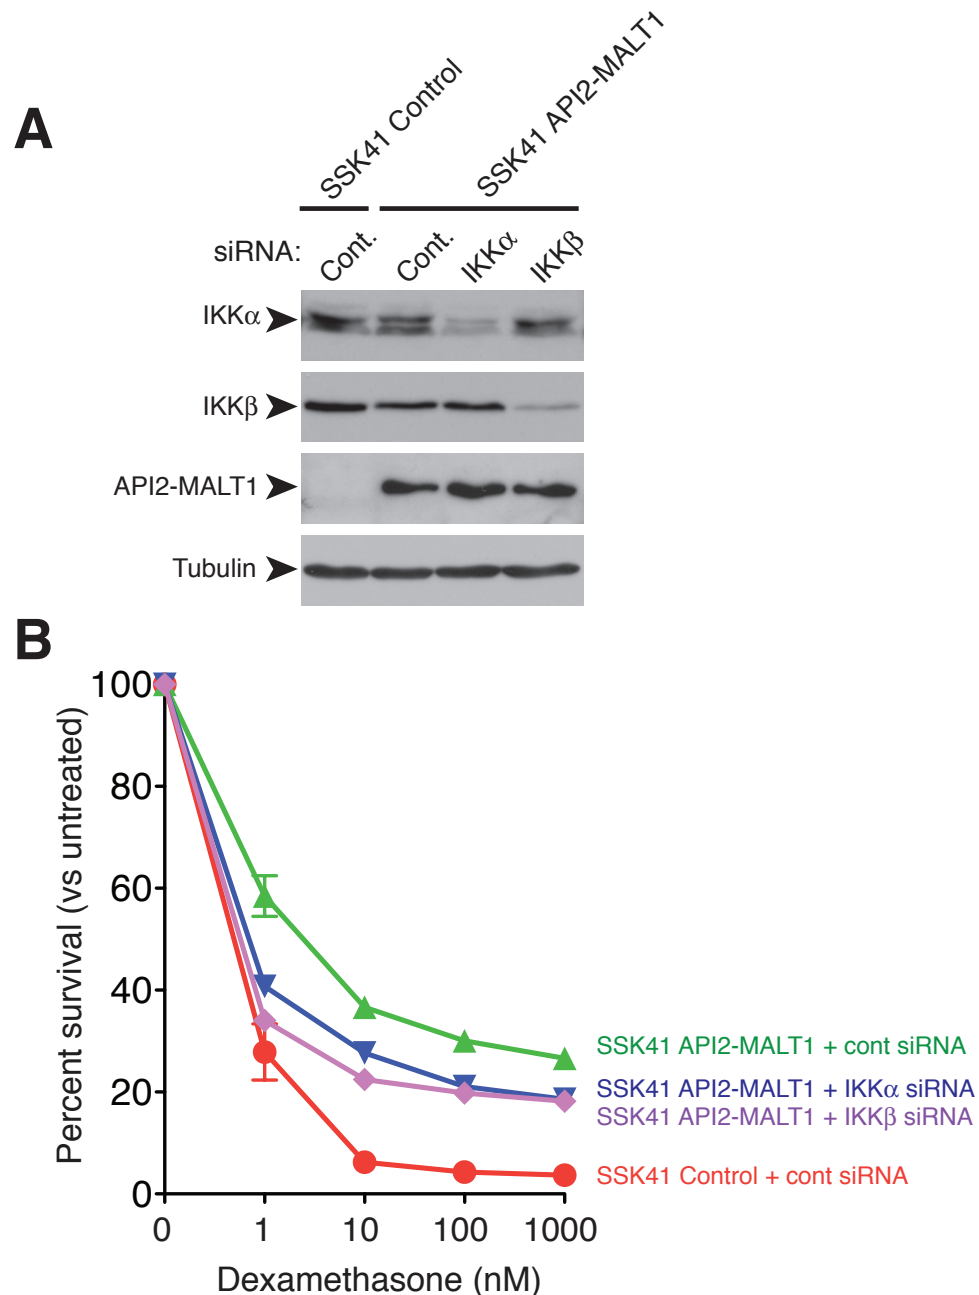 A
SSK41 Control
SSK41 API2-MALT1
siRNA: Cont. Cont. IKKα IKKβ
IKKα
IKKβ
API2-MALT1
Tubulin
B
Percent survival (vs untreated)
100
80
60
40
20
0
0 1 10 100 1000
Dexamethasone (nM)
SSK41 API2-MALT1 + cont siRNA
SSK41 API2-MALT1 + IKKα siRNA
SSK41 API2-MALT1 + IKKβ siRNA
SSK41 Control + cont siRNA